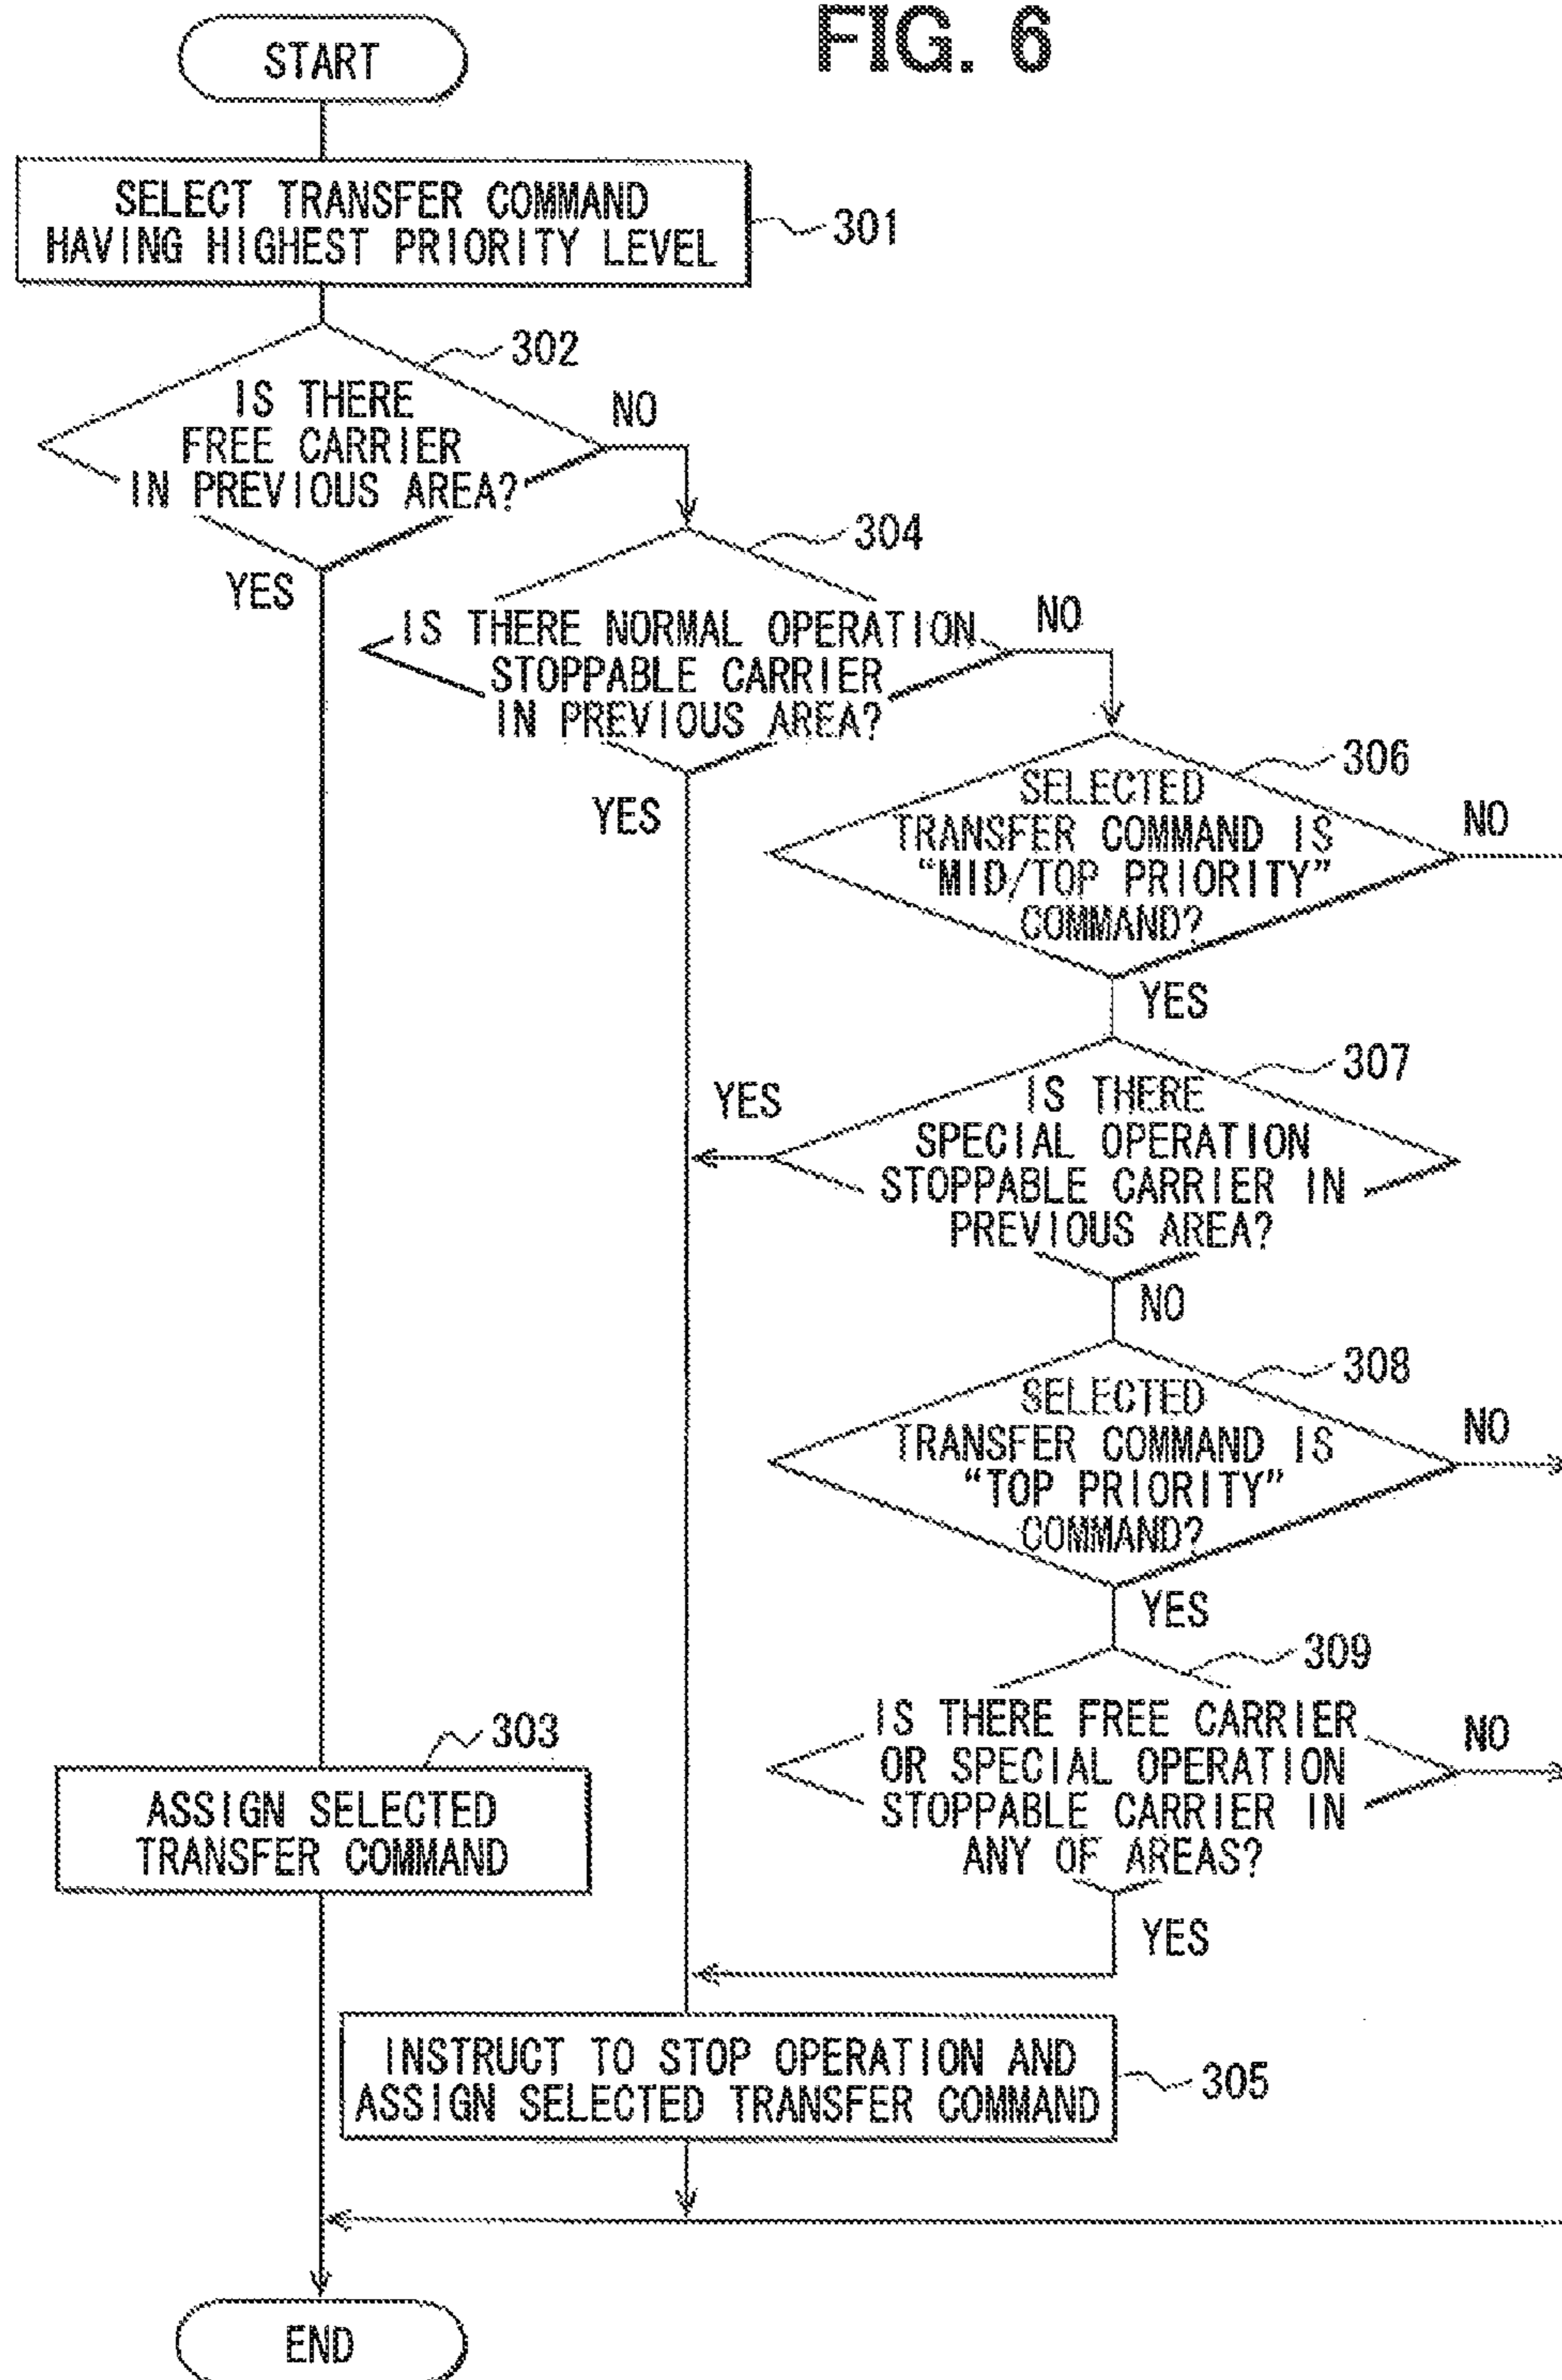 FIG. 6
START
SELECT TRANSFER COMMAND
HAVING HIGHEST PRIORITY LEVEL
301
302
IS THERE
FREE CARRIER
IN PREVIOUS AREA?
NO
YES
304
IS THERE NORMAL OPERATION
STOPPABLE CARRIER
IN PREVIOUS AREA?
NO
YES
306
SELECTED
TRANSFER COMMAND IS
“MID/TOP PRIORITY”
COMMAND?
NO
YES
307
IS THERE
SPECIAL OPERATION
STOPPABLE CARRIER IN
PREVIOUS AREA?
YES
NO
308
SELECTED
TRANSFER COMMAND IS
“TOP PRIORITY”
COMMAND?
NO
YES
309
IS THERE FREE CARRIER
OR SPECIAL OPERATION
STOPPABLE CARRIER IN
ANY OF AREAS?
NO
YES
303
ASSIGN SELECTED
TRANSFER COMMAND
INSTRUCT TO STOP OPERATION AND
ASSIGN SELECTED TRANSFER COMMAND
305
END